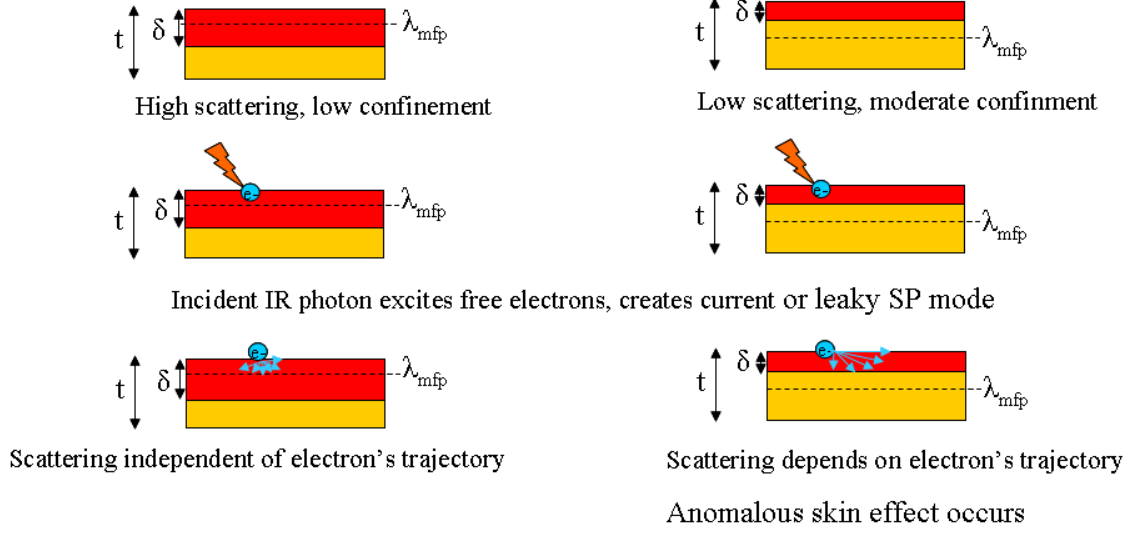 t δ λmfp
t δ λmfp
High scattering, low confinement
Low scattering, moderate confinment
t δ e- λmfp
t δ e- λmfp
Incident IR photon excites free electrons, creates current or leaky SP mode
t δ e- λmfp
t δ e- λmfp
Scattering independent of electron’s trajectory
Scattering depends on electron’s trajectory
Anomalous skin effect occurs